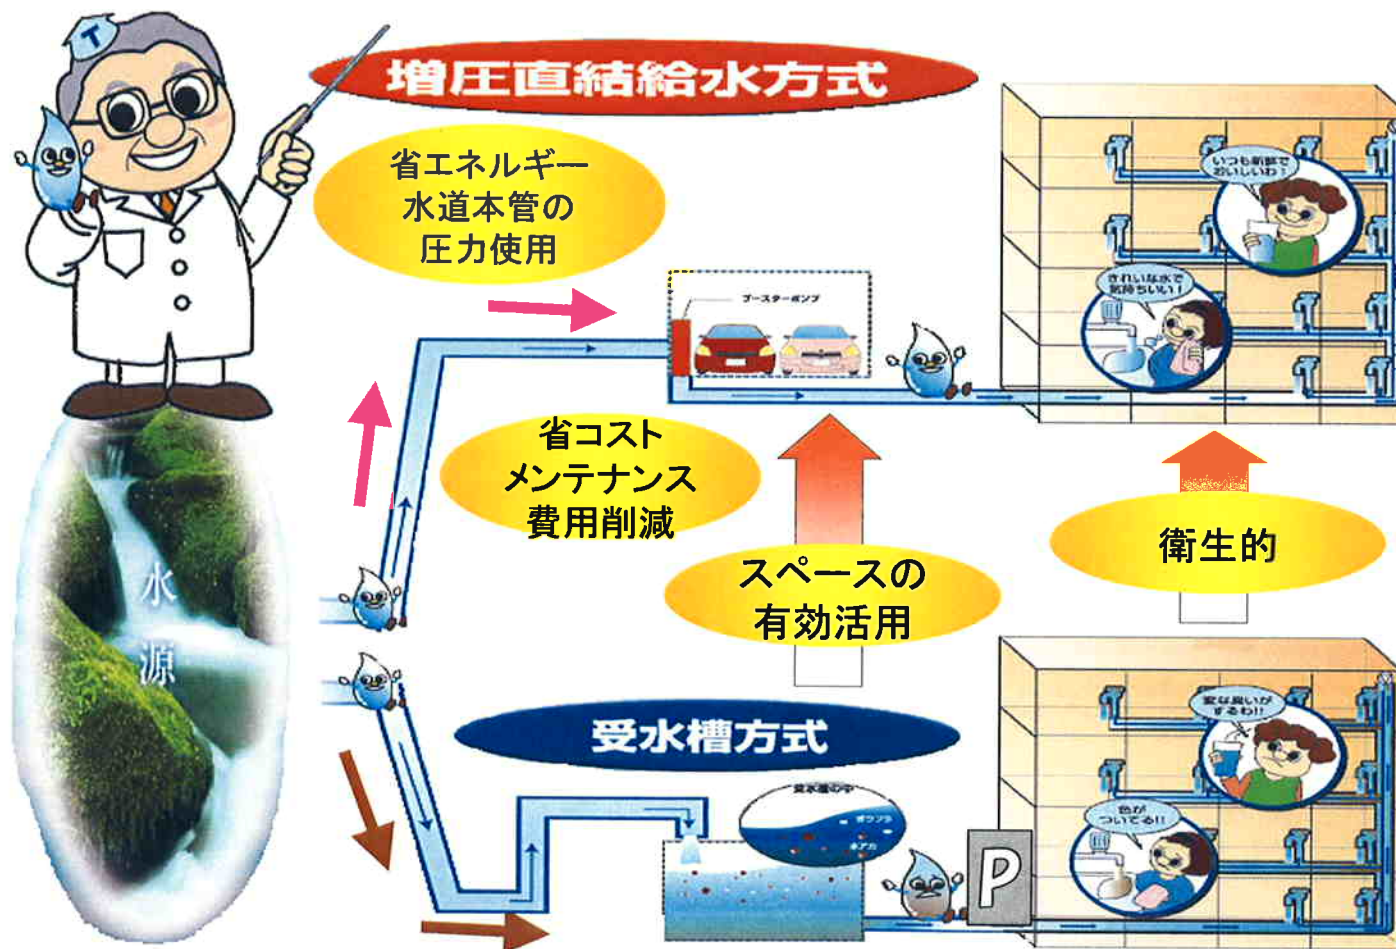 T
増圧直結給水方式
省エネルギー
水道本管の
圧力使用
いつも新鮮で
おいしいわ！
きれいな水で
気持ちいい！
ブースターポンプ
省コスト
メンテナンス
費用削減
スペースの
有効活用
衛生的
水源
受水槽方式
変な臭いが
するわ!!
色が
ついてる!!
受水槽の中
ボウフラ
水アカ
P